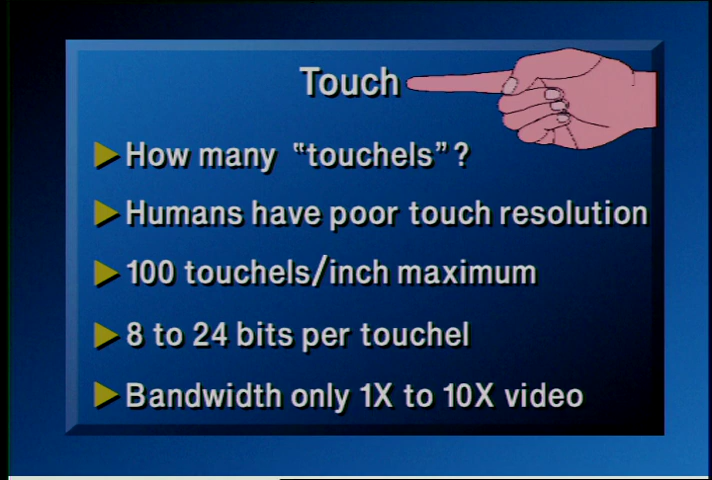 Touch
How many "touchels"?
Humans have poor touch resolution
100 touchels/inch maximum
8 to 24 bits per touchel
Bandwidth only 1X to 10X video